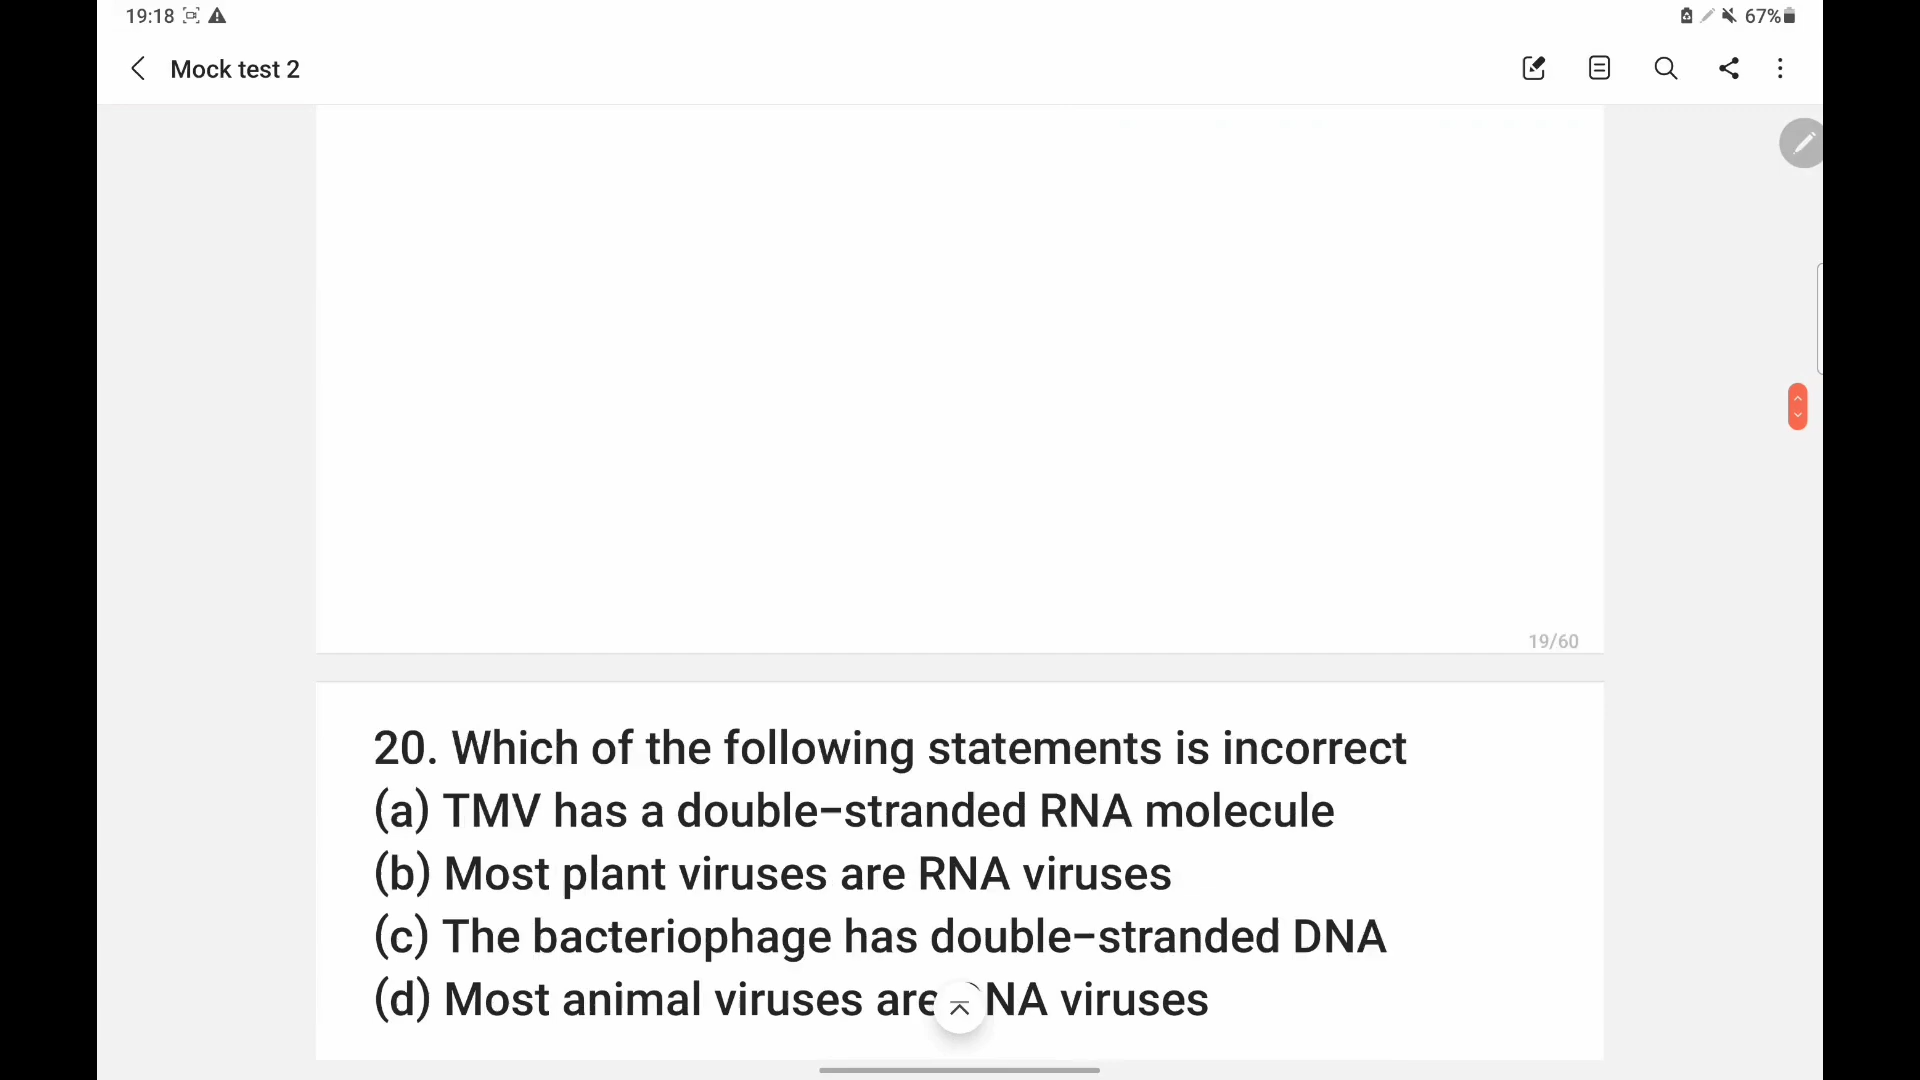 19:18
67%
Mock test 2
19/60
20. Which of the following statements is incorrect
(a) TMV has a double-stranded RNA molecule
(b) Most plant viruses are RNA viruses
(c) The bacteriophage has double-stranded DNA
(d) Most animal viruses are viruses